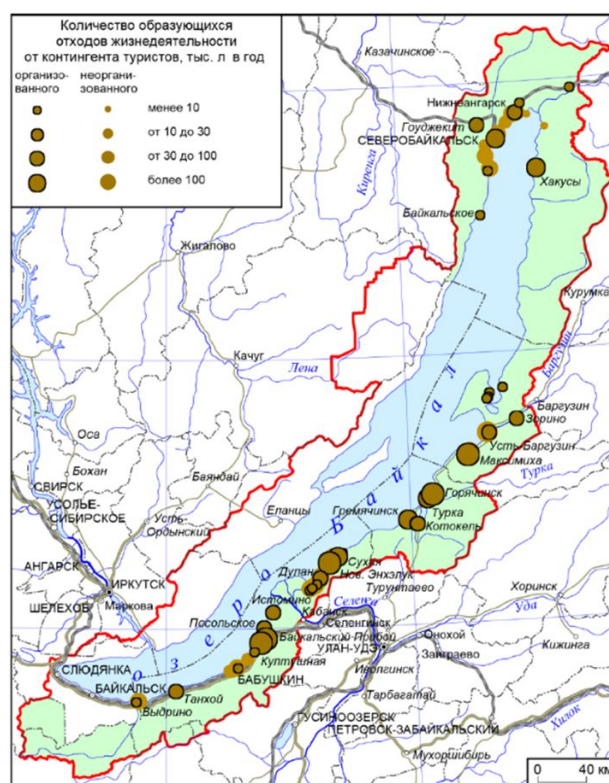 Количество образующихся
отходов жизнедеятельности
от контингента туристов, тыс. л в год
организо-
ванного
неоргани-
зованного
менее 10
от 10 до 30
от 30 до 100
более 100
Казачинское
Нижнеангарск
Гоуджекит
СЕВЕРОБАЙКАЛЬСК
Киренга
Хакусы
Байкальское
Жигалово
Курумкан
Качуг
Лена
Баргузин
Баргузин
Зорино
Оса
Усть-Баргузин
Бохан
Максимиха
Баяндай
Турка
СВИРСК
Горячинск
УСОЛЬЕ-
СИБИРСКОЕ
Еланцы
Гремячинск
Турка
Усть-
Ордынский
Котокель
озеро Байкал
АНГАРСК
Сухая
Дулан
Нов. Энхэлук
ИРКУТСК
Турунтаево
Хоринск
Маркова
Истомино
Кабанск
Селенга
Уда
ШЕЛЕХОВ
Посольское
Селенгинск
Байкальский Прибой
Онохой
УЛАН-УДЭ
Кижинга
СЛЮДЯНКА
Култушная
Заиграево
Иволгинск
БАЙКАЛЬСК
БАБУШКИН
Танхой
Тарбагатай
Выдрино
ГУСИНООЗЕРСК
Хилок
ПЕТРОВСК-ЗАБАЙКАЛЬСКИЙ
Мухоршибирь
0 40 км